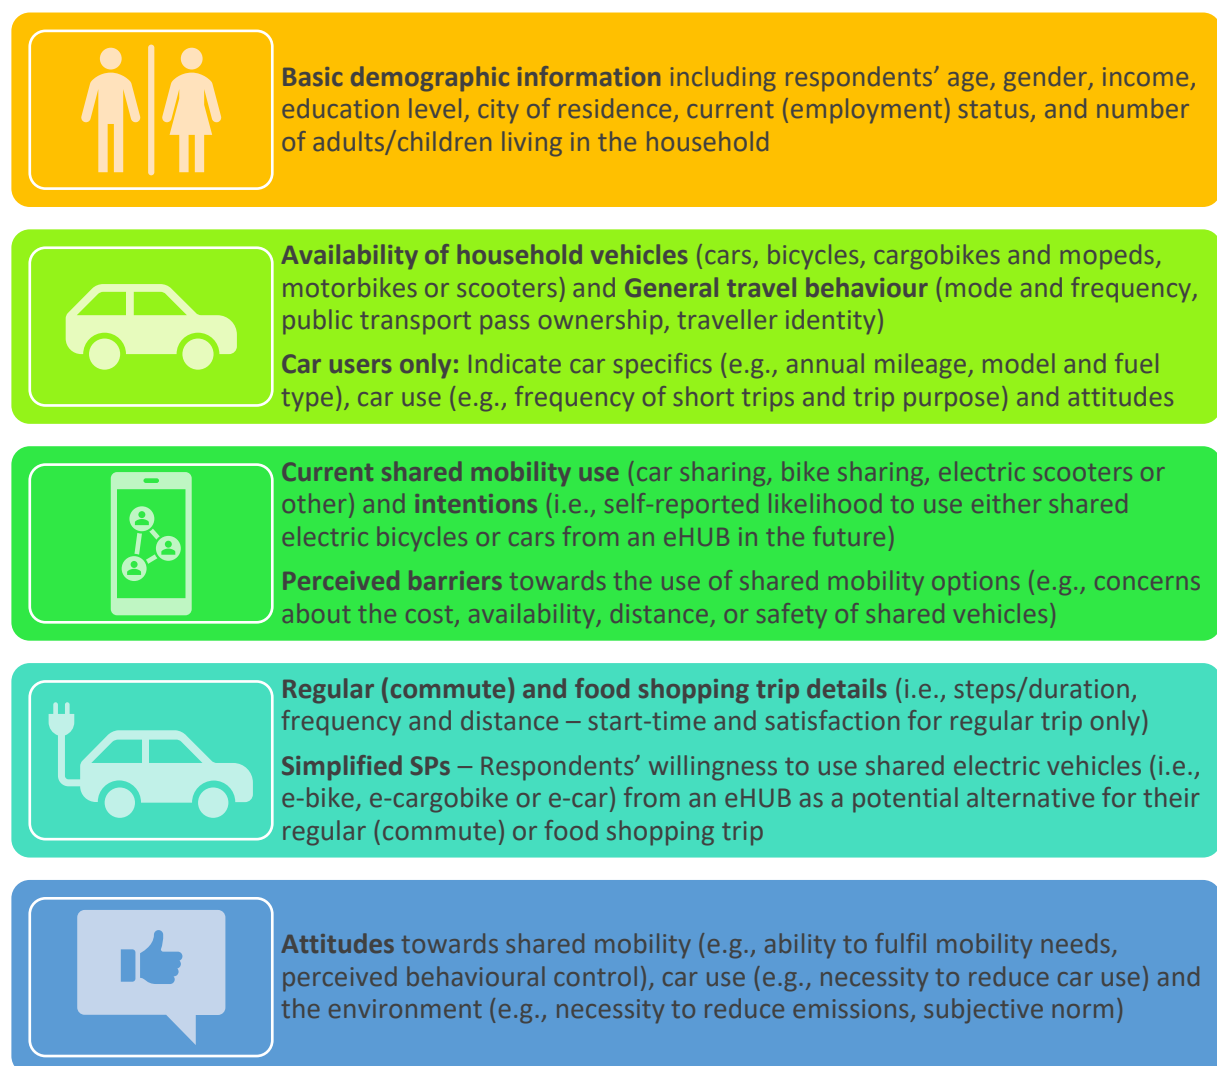 Basic demographic information including respondents’ age, gender, income,
education level, city of residence, current (employment) status, and number
of adults/children living in the household
Availability of household vehicles (cars, bicycles, cargobikes and mopeds,
motorbikes or scooters) and General travel behaviour (mode and frequency,
public transport pass ownership, traveller identity)
Car users only: Indicate car specifics (e.g., annual mileage, model and fuel
type), car use (e.g., frequency of short trips and trip purpose) and attitudes
Current shared mobility use (car sharing, bike sharing, electric scooters or
other) and intentions (i.e., self-reported likelihood to use either shared
electric bicycles or cars from an eHUB in the future)
Perceived barriers towards the use of shared mobility options (e.g., concerns
about the cost, availability, distance, or safety of shared vehicles)
Regular (commute) and food shopping trip details (i.e., steps/duration,
frequency and distance – start-time and satisfaction for regular trip only)
Simplified SPs – Respondents’ willingness to use shared electric vehicles (i.e.,
e-bike, e-cargobike or e-car) from an eHUB as a potential alternative for their
regular (commute) or food shopping trip
Attitudes towards shared mobility (e.g., ability to fulfil mobility needs,
perceived behavioural control), car use (e.g., necessity to reduce car use) and
the environment (e.g., necessity to reduce emissions, subjective norm)